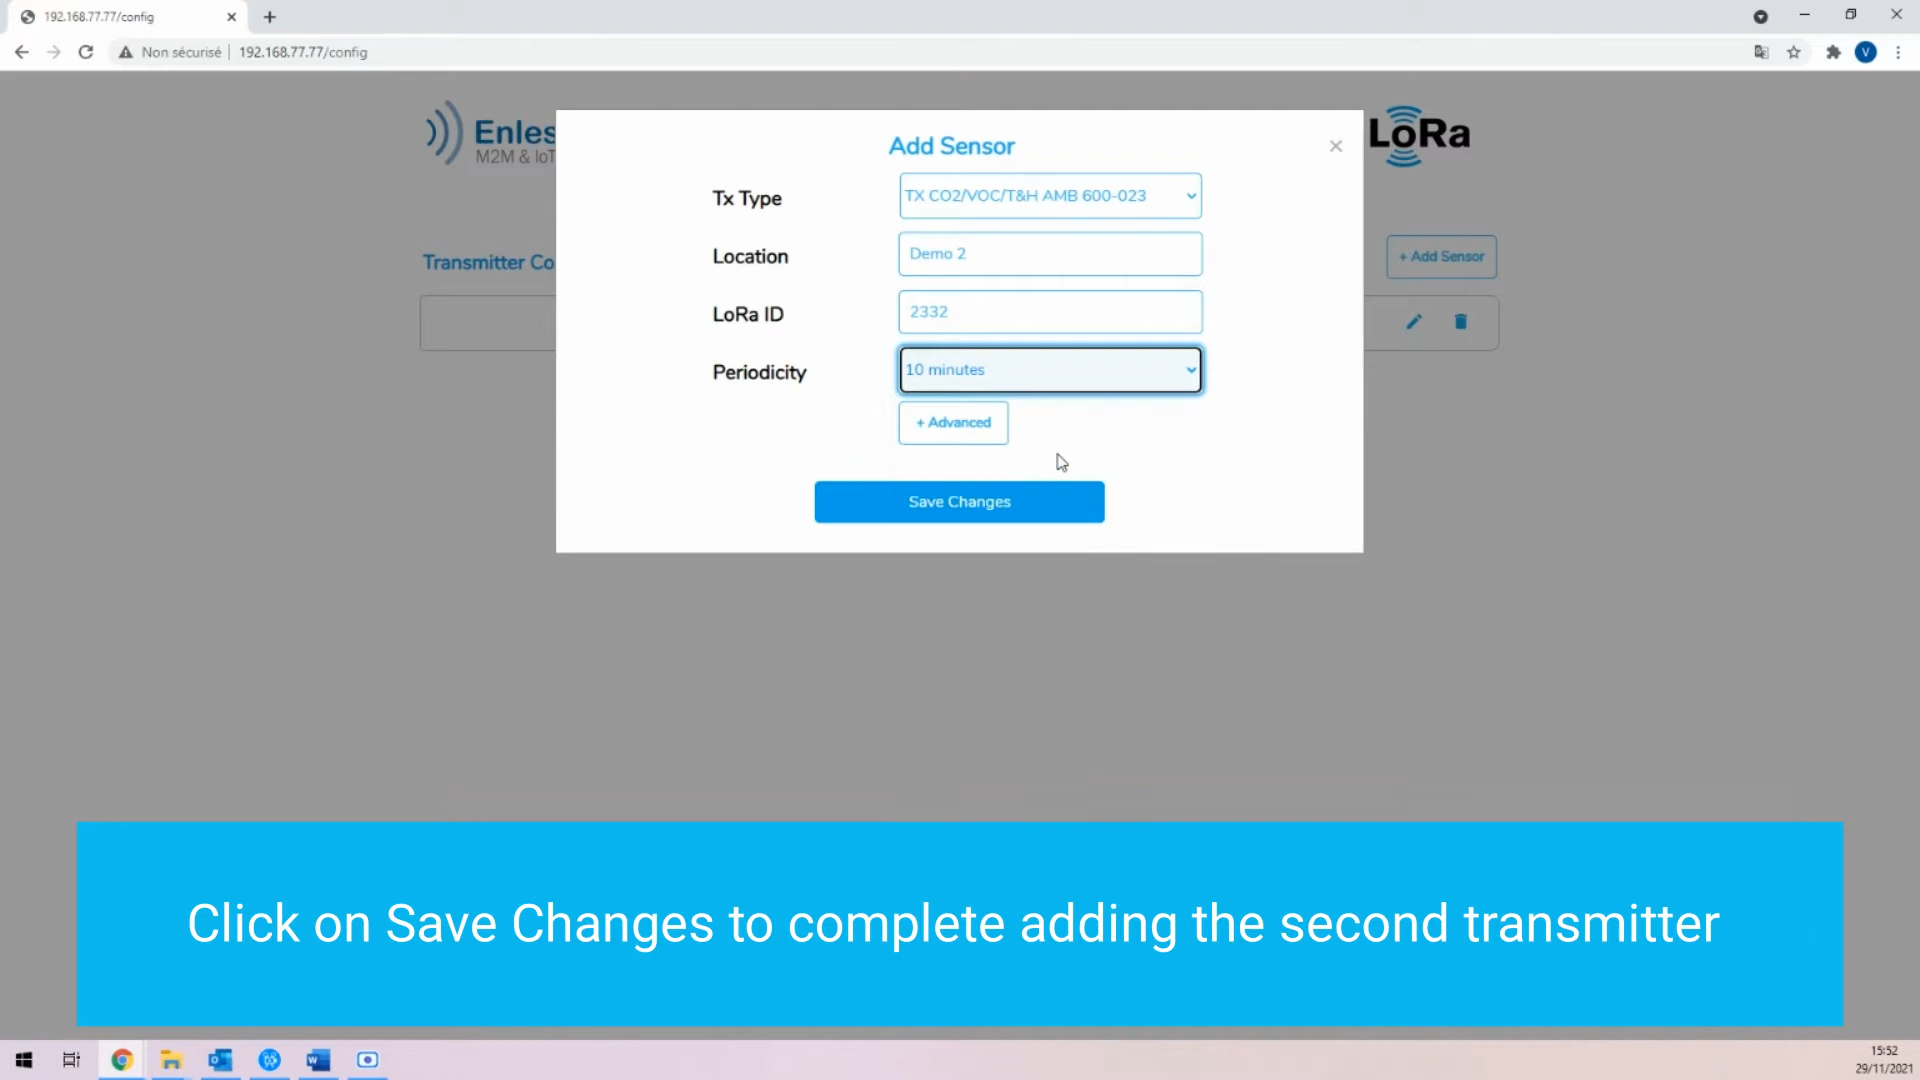 192.168.77.77/config
Non sécurisé
192.168.77.77/config
V
Enles
M2M & IoT
LoRa
Add Sensor
Tx Type
TX CO2/VOC/T&H AMB 600-023
Location
Demo 2
LoRa ID
2332
Periodicity
10 minutes
+ Advanced
Save Changes
Transmitter Co
+ Add Sensor
Click on Save Changes to complete adding the second transmitter
15:52
29/11/2021